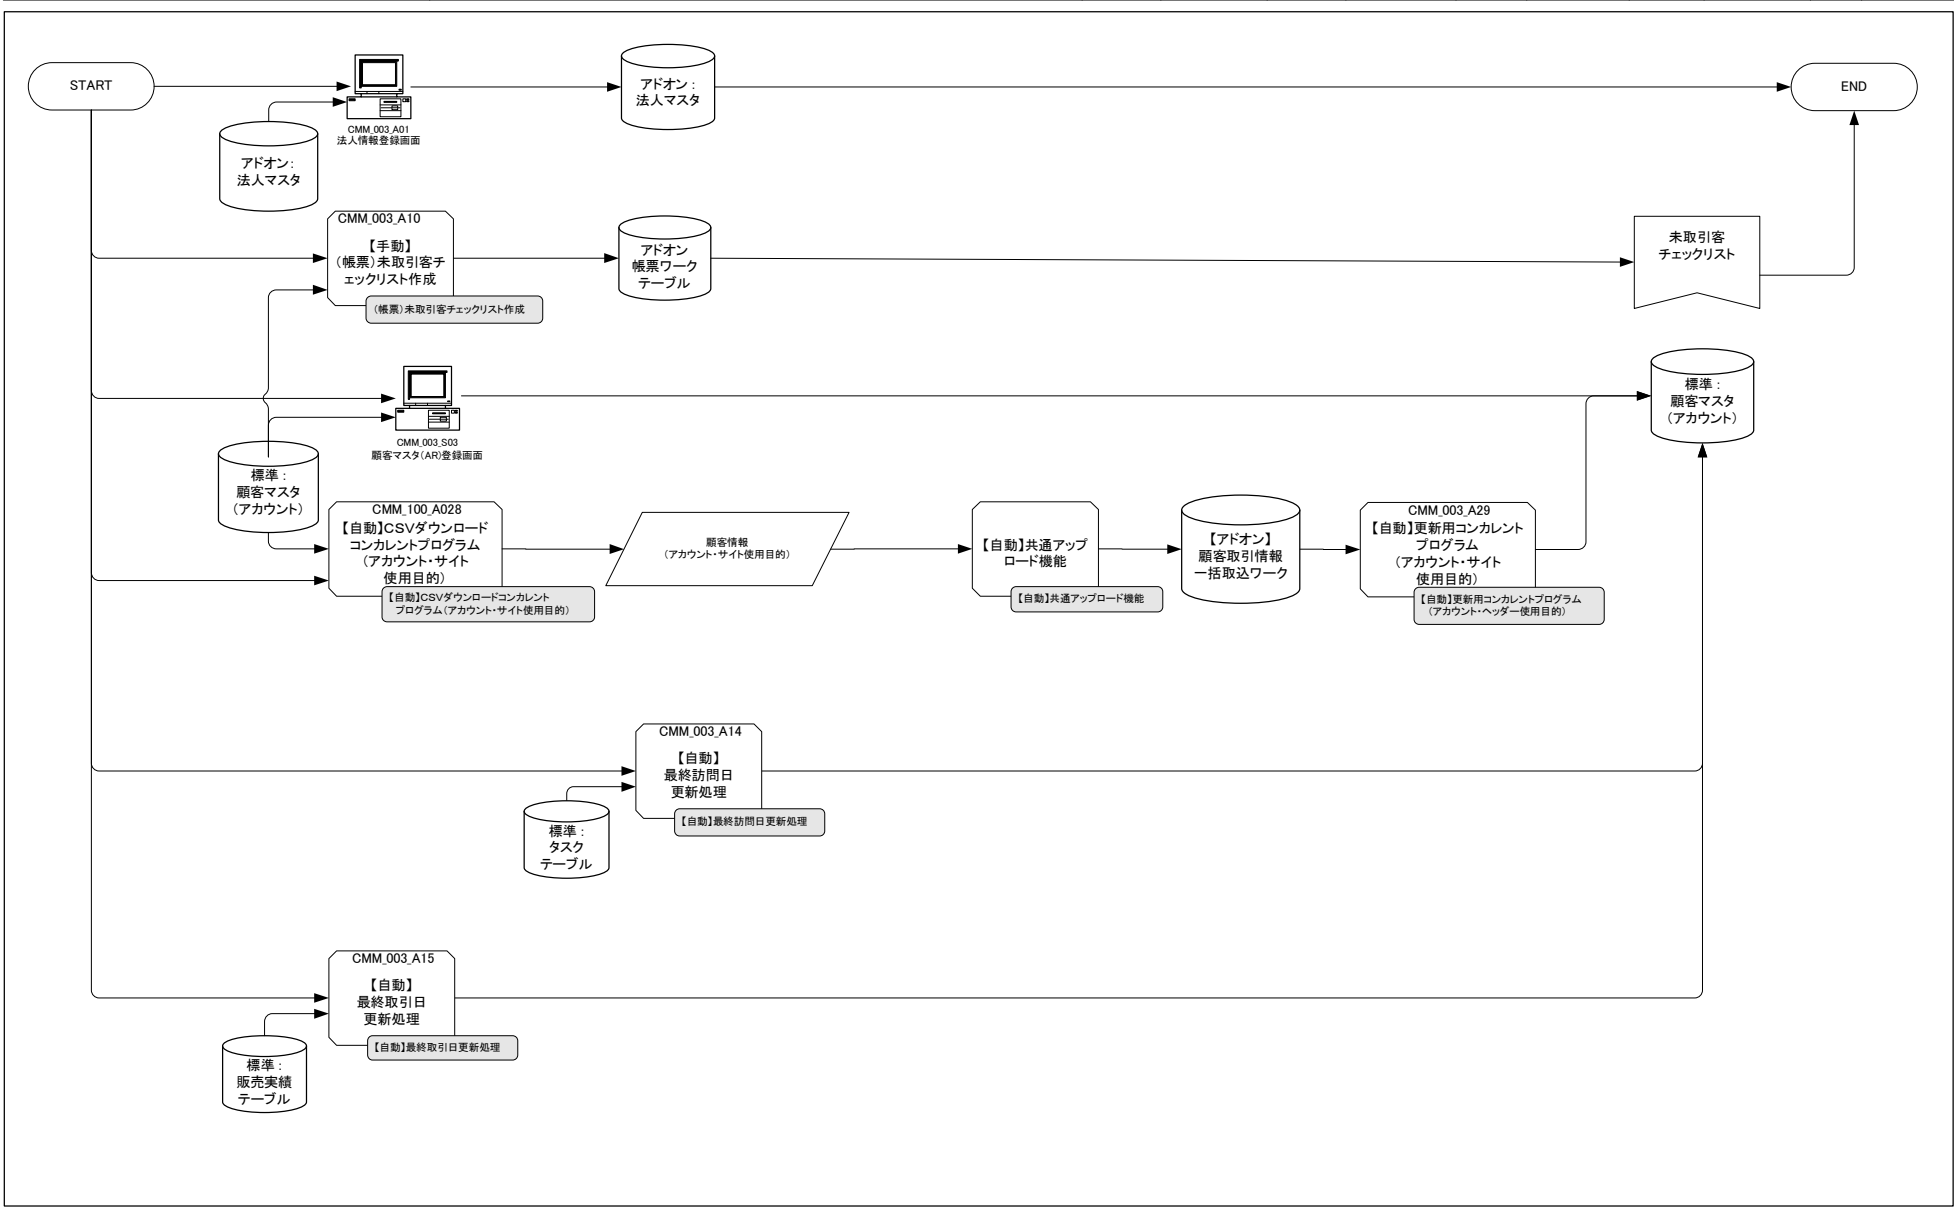 START
CMM_003_A01
法人情報登録画面
アドオン：
法人マスタ
END
アドオン：
法人マスタ
CMM_003_A10
【手動】
（帳票）未取引客チ
ェックリスト作成
（帳票）未取引客チェックリスト作成
アドオン
帳票ワーク
テーブル
未取引客
チェックリスト
CMM_003_S03
顧客マスタ(AR)登録画面
標準：
顧客マスタ
（アカウント）
標準：
顧客マスタ
（アカウント）
CMM_100_A028
【自動】CSVダウンロード
コンカレントプログラム
（アカウント・サイト
使用目的）
【自動】CSVダウンロードコンカレント
プログラム（アカウント・サイト使用目的）
顧客情報
（アカウント・サイト使用目的）
【自動】共通アップ
ロード機能
【自動】共通アップロード機能
【アドオン】
顧客取引情報
一括取込ワーク
CMM_003_A29
【自動】更新用コンカレント
プログラム
（アカウント・サイト
使用目的）
【自動】更新用コンカレントプログラム
（アカウント・ヘッダー使用目的）
CMM_003_A14
【自動】
最終訪問日
更新処理
【自動】最終訪問日更新処理
標準：
タスク
テーブル
CMM_003_A15
【自動】
最終取引日
更新処理
【自動】最終取引日更新処理
標準：
販売実績
テーブル